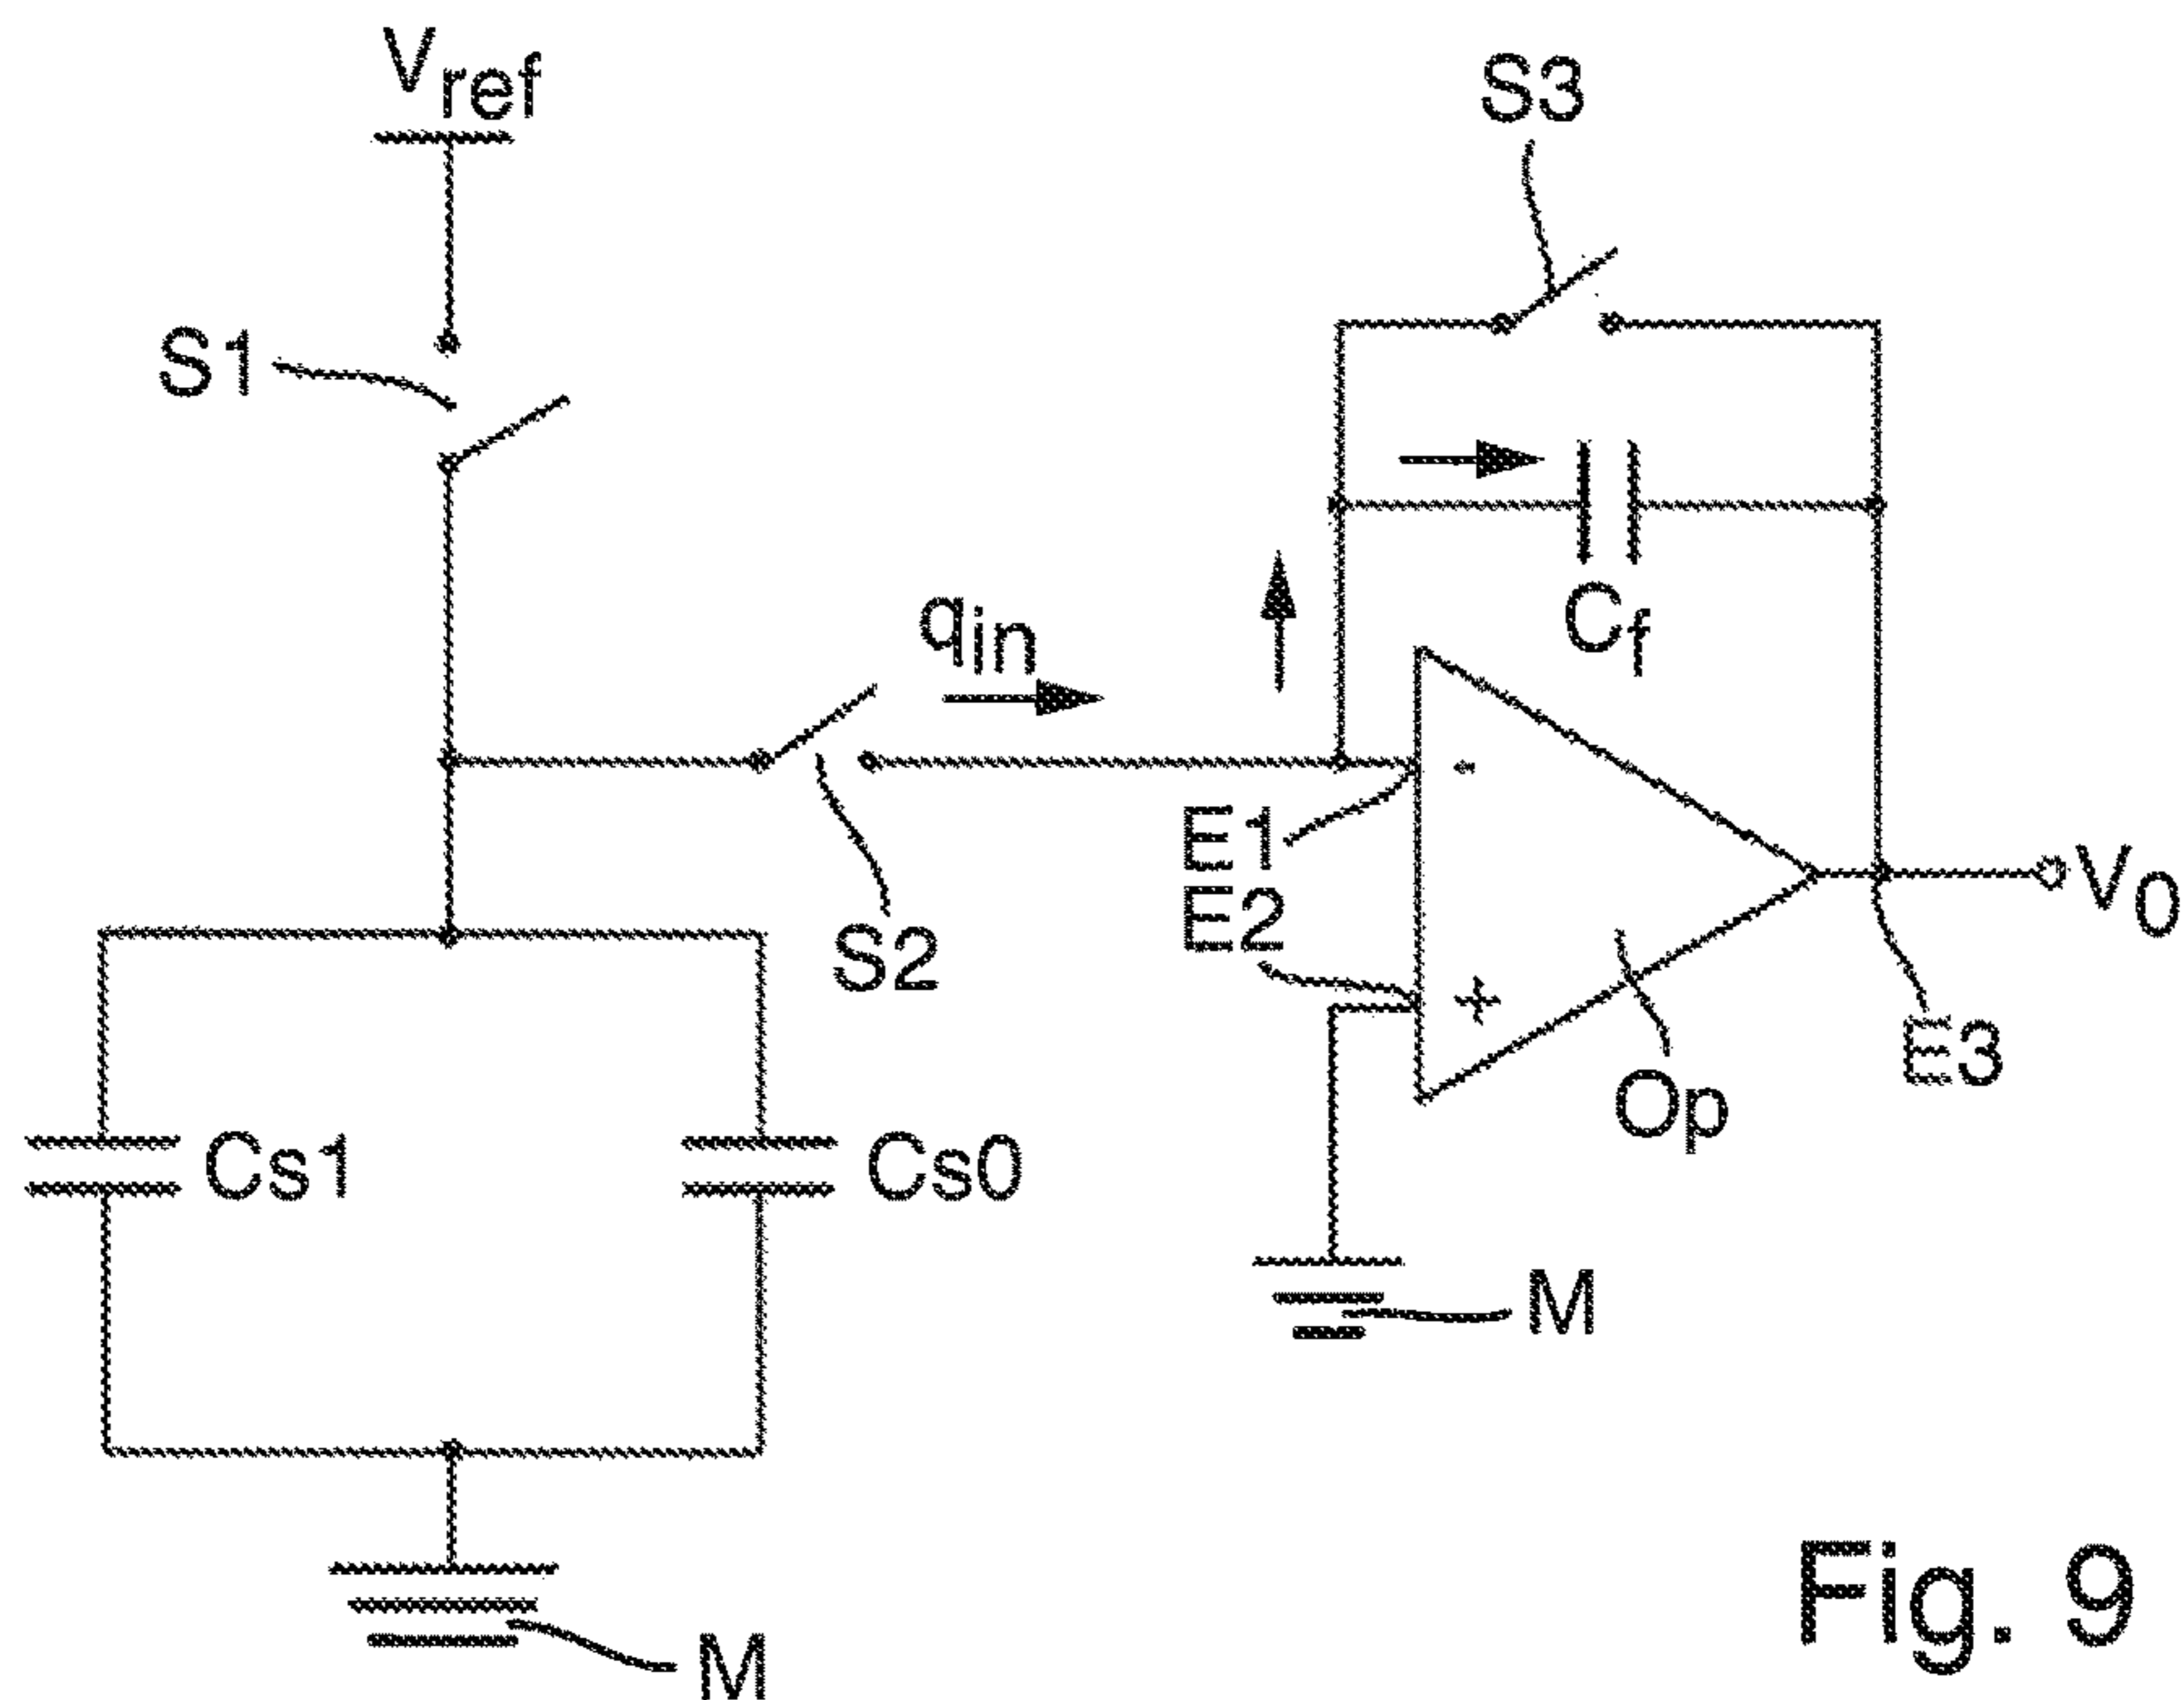 Vref
S3
S1
Cf
qin
E1
-
E2
+
S2
V0
E3
Op
Cs1
Cs0
M
M
Fig. 9